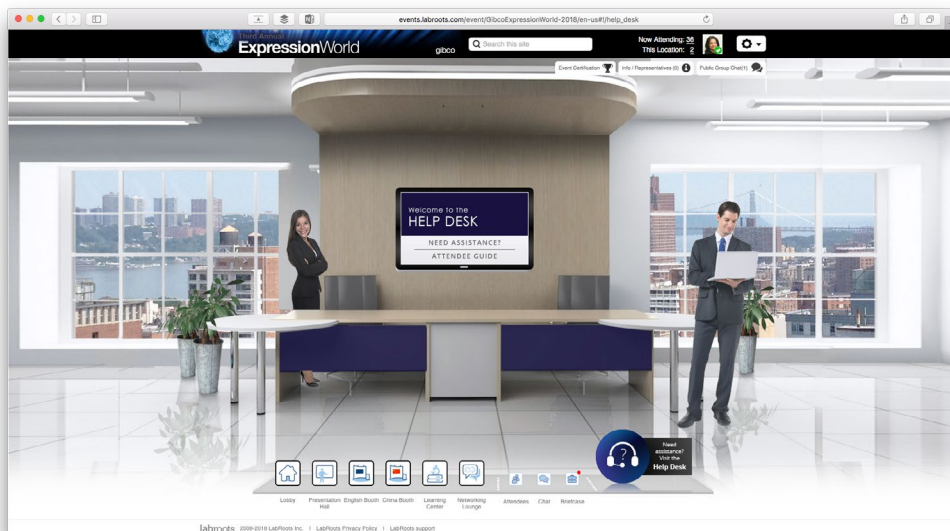 events.labroots.com/event/GibcoExpressionWorld-2018/en-us#!/help_desk
Third Annual
ExpressionWorld
gibco
Search this site
Now Attending: 36
This Location: 2
Event Certification
Info / Representatives (0)
Public Group Chat(1)
Welcome to the
HELP DESK
NEED ASSISTANCE?
ATTENDEE GUIDE
Need
assistance?
Visit the
Help Desk
Lobby
Presentation
Hall
English Booth
China Booth
Learning
Center
Networking
Lounge
Attendees
Chat
Briefcase
labroots 2008-2018 LabRoots Inc. | LabRoots Privacy Policy | LabRoots support